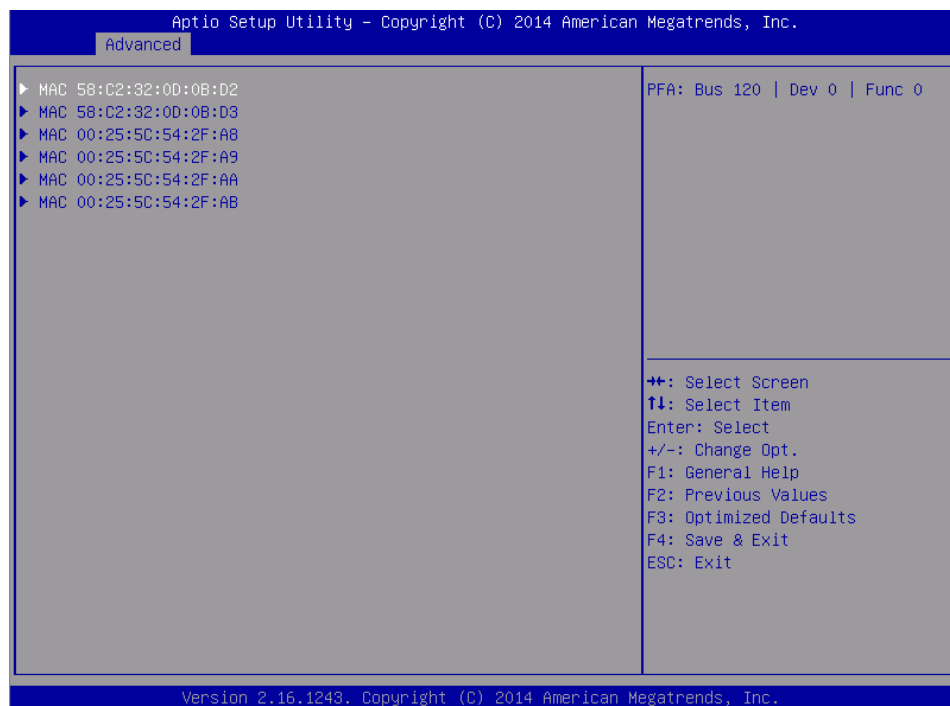 Aptio Setup Utility – Copyright (C) 2014 American Megatrends, Inc.
Advanced
▶ MAC 58:C2:32:0D:0B:D2
▶ MAC 58:C2:32:0D:0B:D3
▶ MAC 00:25:5C:54:2F:A8
▶ MAC 00:25:5C:54:2F:A9
▶ MAC 00:25:5C:54:2F:AA
▶ MAC 00:25:5C:54:2F:AB
PFA: Bus 120 | Dev 0 | Func 0
→←: Select Screen
↑↓: Select Item
Enter: Select
+/-: Change Opt.
F1: General Help
F2: Previous Values
F3: Optimized Defaults
F4: Save & Exit
ESC: Exit
Version 2.16.1243. Copyright (C) 2014 American Megatrends, Inc.